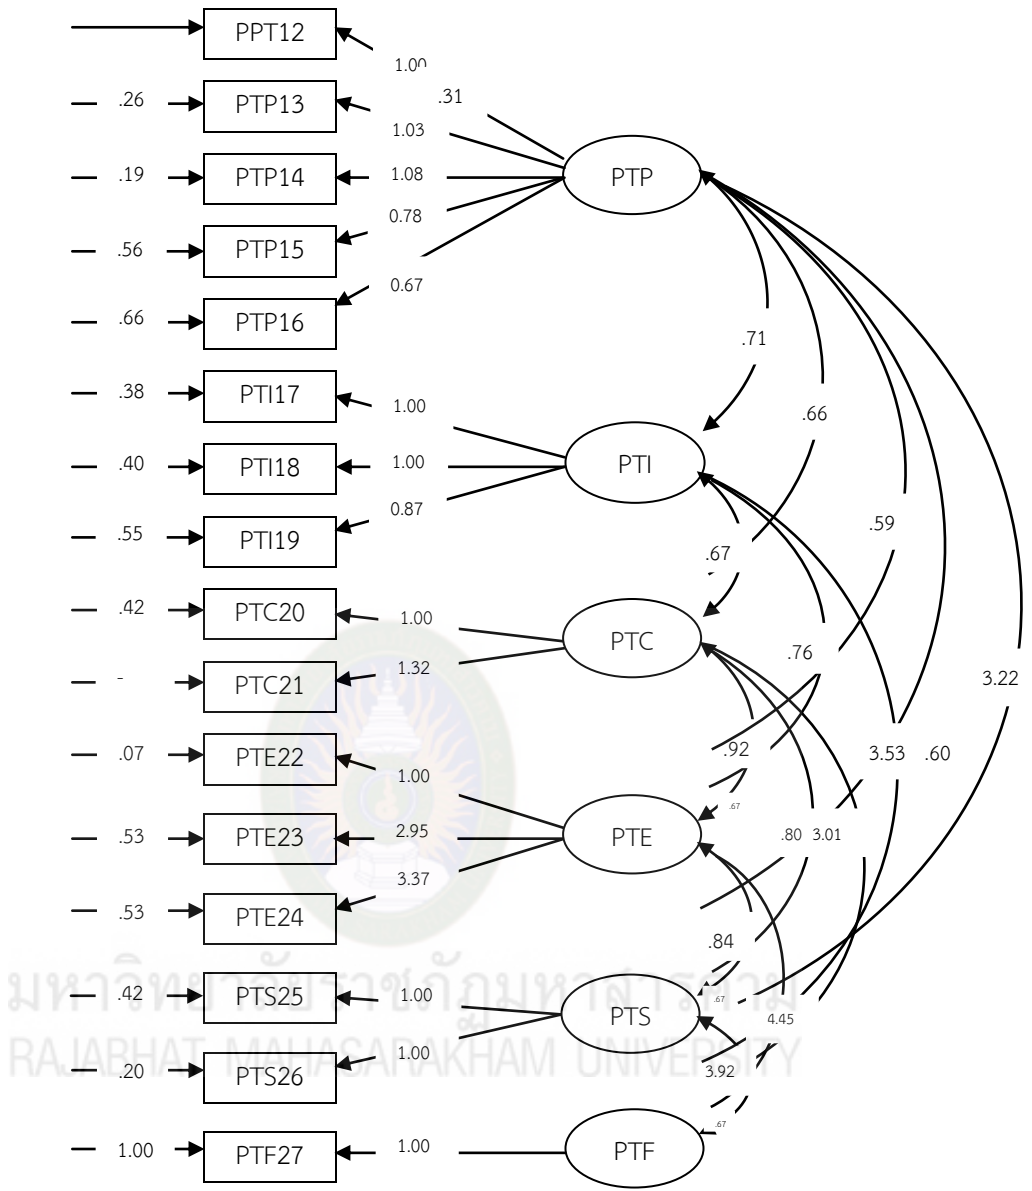 PPT12
1.00
.31
.26
PTP13
1.03
.19
PTP14
1.08
PTP
0.78
.56
PTP15
0.67
.66
PTP16
.71
.38
PTI17
1.00
.66
.40
PTI18
1.00
PTI
0.87
.59
.55
PTI19
.67
.42
PTC20
1.00
PTC
.76
1.32
-
PTC21
3.22
.07
PTE22
1.00
.92
3.53
.60
.67
.53
PTE23
2.95
PTE
.80
3.01
3.37
.53
PTE24
.84
มหาวิทยาลัยราชภัฏมหาสารคาม
.42
PTS25
1.00
.67
PTS
4.45
RAJABHAT MAHASARAKHAM UNIVERSITY
1.00
.20
PTS26
3.92
.67
1.00
PTF27
1.00
PTF